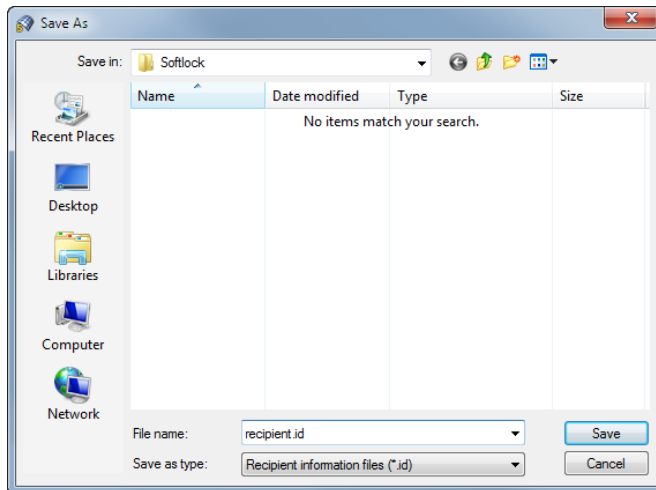 Save As
Save in: Softlock
Name Date modified Type Size
No items match your search.
Recent Places
Desktop
Libraries
Computer
Network
File name: recipient.id Save
Save as type: Recipient information files (*.id) Cancel